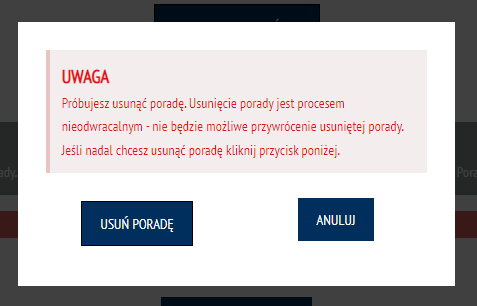 UWAGA
Próbujesz usunąć poradę. Usunięcie porady jest procesem
nieodwracalnym - nie będzie możliwe przywrócenie usuniętej porady.
Jeśli nadal chcesz usunąć poradę kliknij przycisk poniżej.
USUŃ PORADĘ
ANULUJ